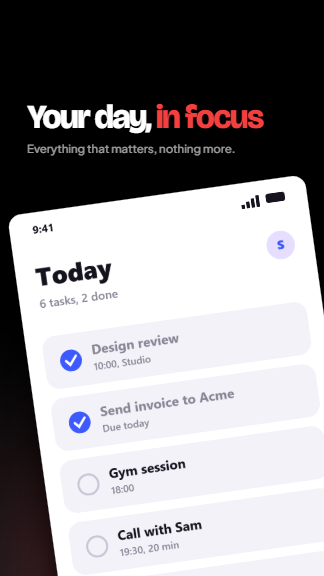 Your day, in focus
Everything that matters, nothing more.
9:41
S
Today
6 tasks, 2 done
Design review
10:00, Studio
Send invoice to Acme
Due today
Gym session
18:00
Call with Sam
19:30, 20 min